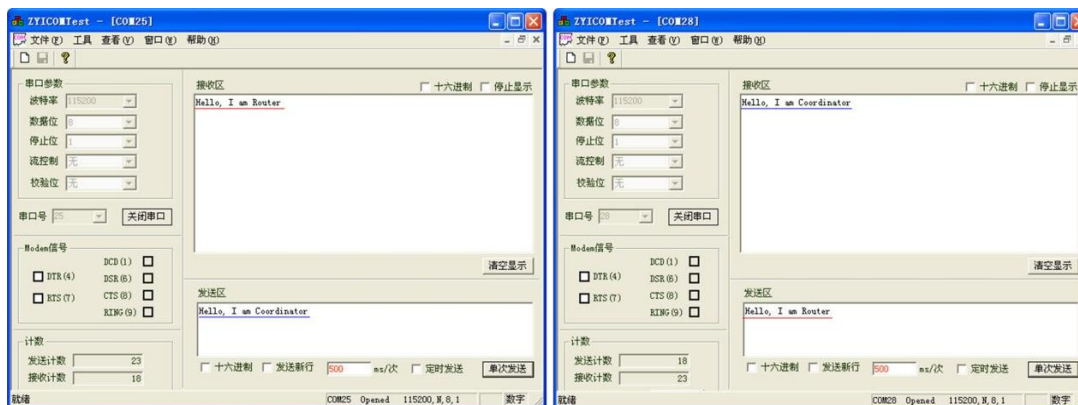 ZYICOMTest - [COM25]
文件(F) 工具 查看(V) 窗口(W) 帮助(H)
串口参数
波特率 115200
数据位 8
停止位 1
流控制 无
校验位 无
串口号 25 关闭串口
Modem信号
DCD(1)
DTR(4) DSR(6)
RTS(7) CTS(8)
RING(9)
计数
发送计数 23
接收计数 18
接收区 十六进制 停止显示
Hello, I am Router
清空显示
发送区
Hello, I am Coordinator
十六进制 发送新行 500 ms/次 定时发送 单次发送
就绪 COM25 Opened 115200,N,8,1 数字
ZYICOMTest - [COM28]
文件(F) 工具 查看(V) 窗口(W) 帮助(H)
串口参数
波特率 115200
数据位 8
停止位 1
流控制 无
校验位 无
串口号 28 关闭串口
Modem信号
DCD(1)
DTR(4) DSR(6)
RTS(7) CTS(8)
RING(9)
计数
发送计数 18
接收计数 23
接收区 十六进制 停止显示
Hello, I am Coordinator
清空显示
发送区
Hello, I am Router
十六进制 发送新行 500 ms/次 定时发送 单次发送
就绪 COM28 Opened 115200,N,8,1 数字